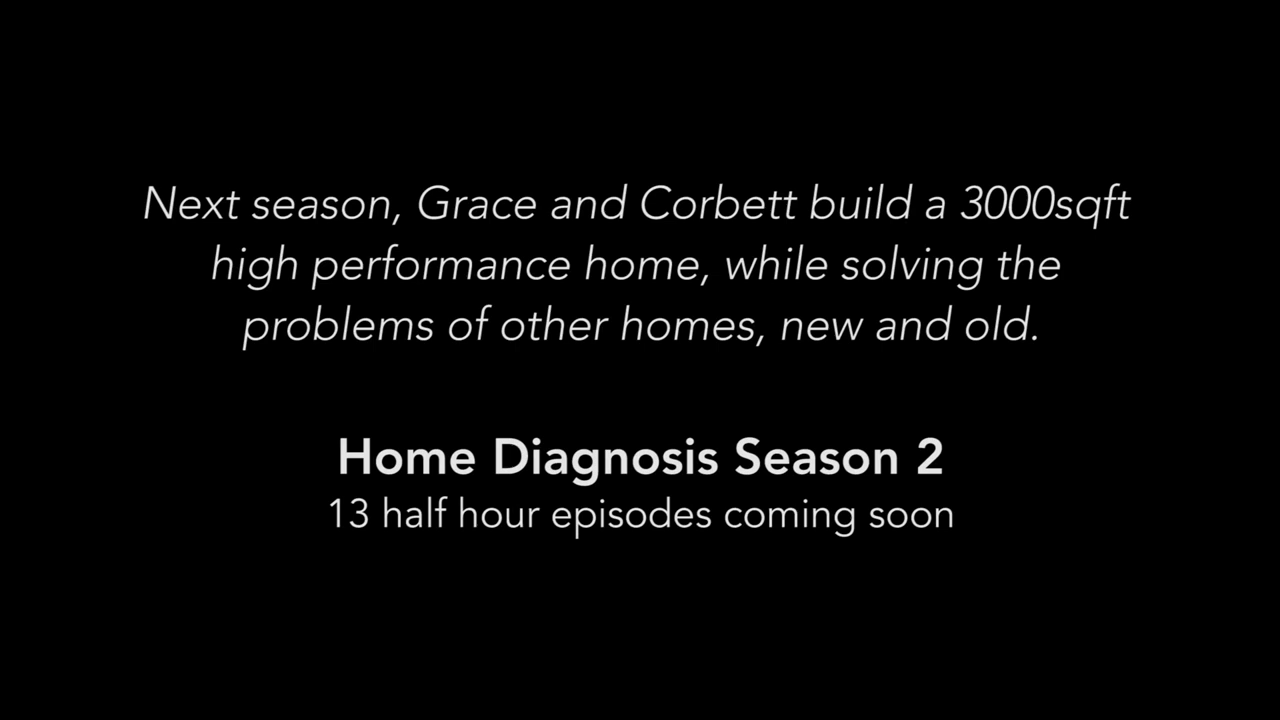 Next season, Grace and Corbett build a 3000sqft
high performance home, while solving the
problems of other homes, new and old.
Home Diagnosis Season 2
13 half hour episodes coming soon